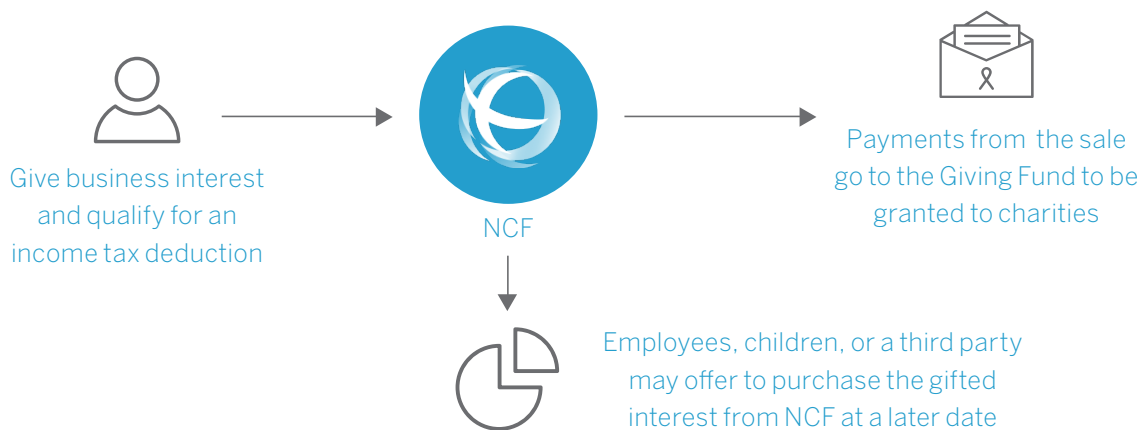 Give business interest
and qualify for an
income tax deduction
NCF
Payments from the sale
go to the Giving Fund to be
granted to charities
Employees, children, or a third party
may offer to purchase the gifted
interest from NCF at a later date